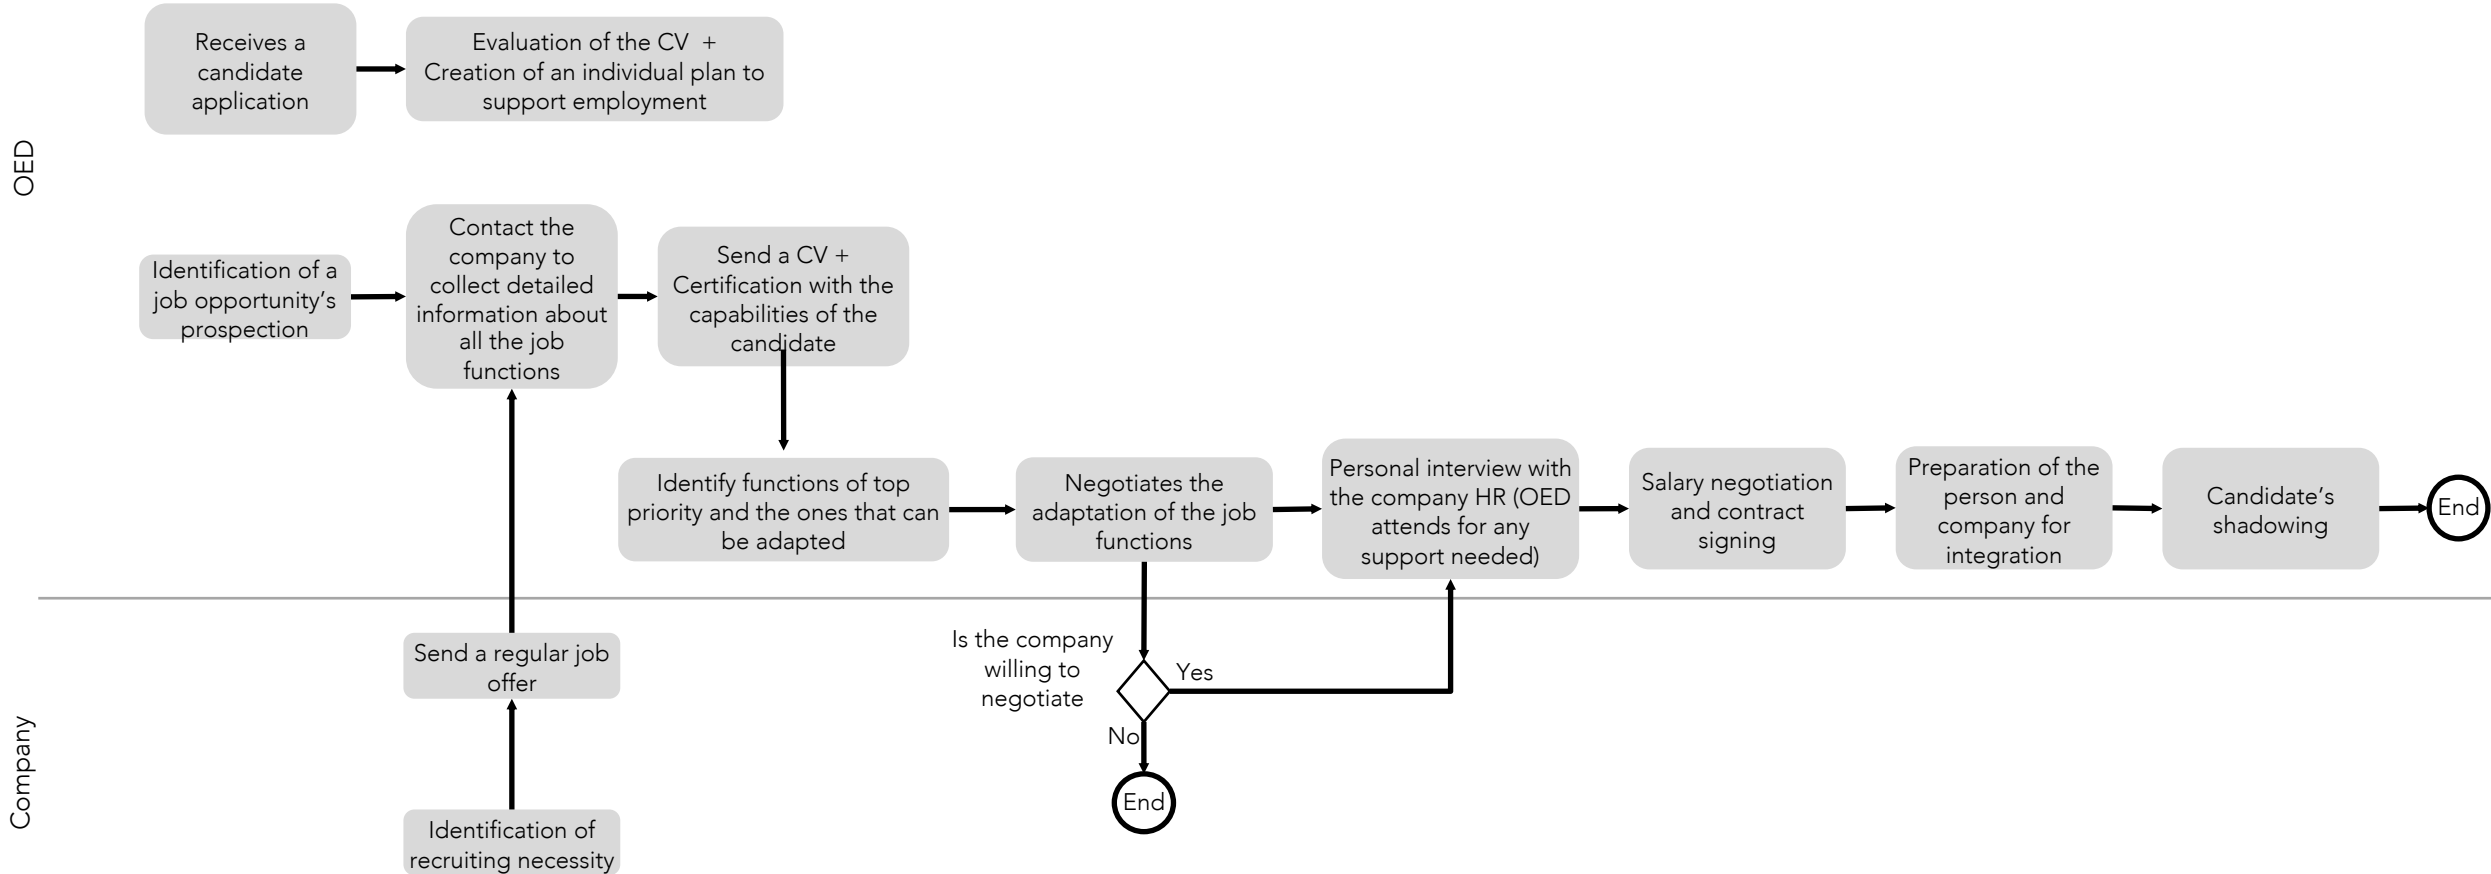 OED
Receives a
candidate
application
Evaluation of the CV +
Creation of an individual plan to
support employment
Identification of a
job opportunity's
prospection
Contact the
company to
collect detailed
information about
all the job
functions
Send a CV +
Certification with the
capabilities of the
candidate
Identify functions of top
priority and the ones that can
be adapted
Negotiates the
adaptation of the job
functions
Personal interview with
the company HR (OED
attends for any
support needed)
Salary negotiation
and contract
signing
Preparation of the
person and
company for
integration
Candidate's
shadowing
End
Company
Send a regular job
offer
Identification of
recruiting necessity
Is the company
willing to
negotiate
Yes
No
End